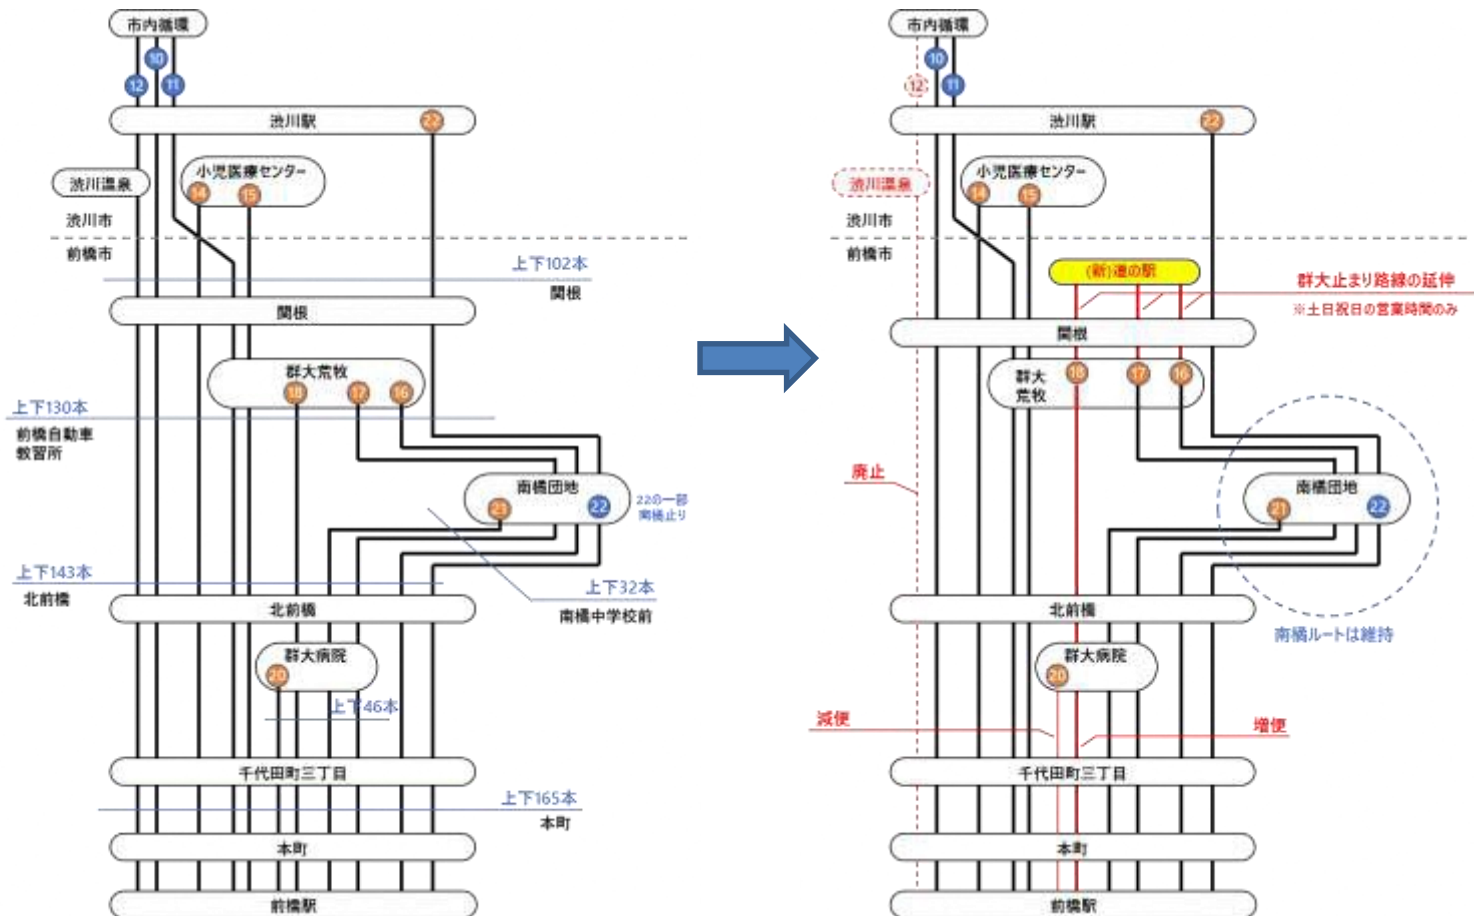 市内循環
10
12
11
渋川駅
22
渋川温泉
小児医療センター
14
15
渋川市
前橋市
上下102本
関根
関根
群大荒牧
18
17
16
上下130本
前橋自動車
教習所
南橘団地
21
22
22の一部
南橘止り
上下143本
北前橋
上下32本
南橘中学校前
北前橋
群大病院
20
上下46本
千代田町三丁目
上下165本
本町
本町
前橋駅
市内循環
10
12
11
渋川駅
22
渋川温泉
小児医療センター
14
15
渋川市
前橋市
(新)道の駅
群大止まり路線の延伸
※土日祝日の営業時間のみ
関根
群大
荒牧
18
17
16
廃止
南橘団地
21
22
北前橋
南橘ルートは維持
群大病院
20
減便
増便
千代田町三丁目
本町
前橋駅